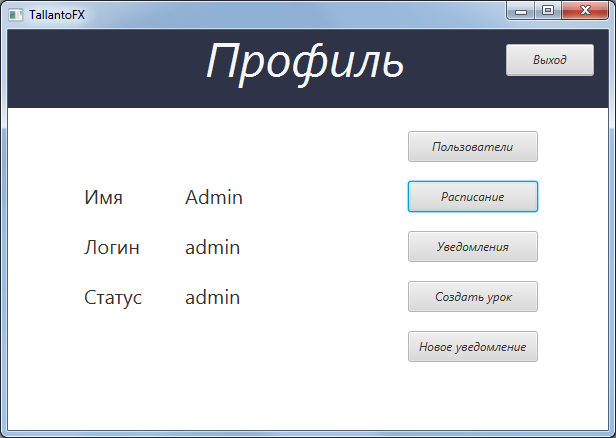 TallantoFX
Профиль
Выход
Пользователи
Имя Admin
Расписание
Логин admin
Уведомления
Статус admin
Создать урок
Новое уведомление